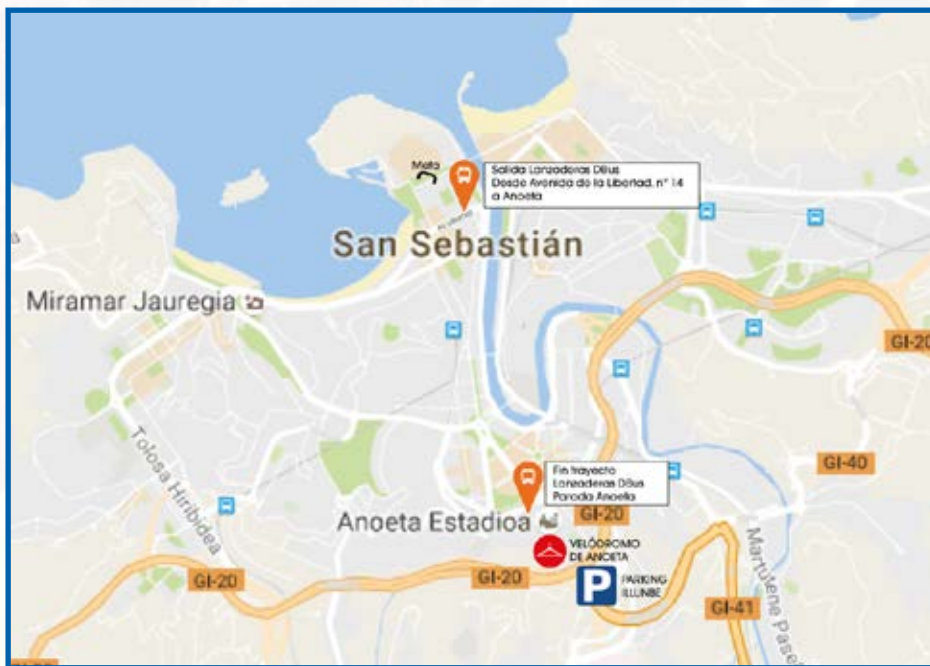 Meta
Salida Lanzaderas DBus
Desde Avenida de la Libertad, nº 14
a Anoeta
San Sebastián
Miramar Jauregia
GI-20
Tolosa Hiribidea
GI-40
Fin trayecto
Lanzaderas DBus
Parada Anoeta
GI-20
Anoeta Estadioa
VELÓDROMO
DE ANOETA
GI-20
GI-20
P
PARKING
ILLUNBE
GI-41
Martutene Pasel